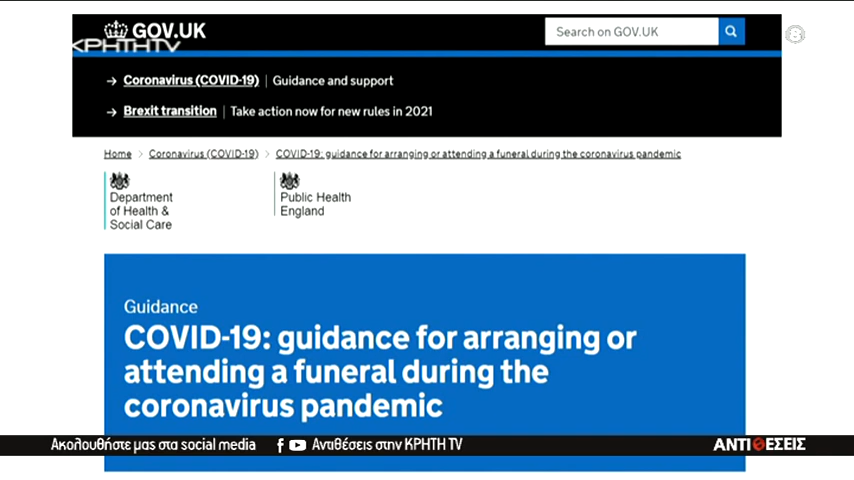 GOV.UK
ΚΡΗΤΗTV
Search on GOV.UK
8
→ Coronavirus (COVID-19) | Guidance and support
→ Brexit transition | Take action now for new rules in 2021
Home > Coronavirus (COVID-19) > COVID-19: guidance for arranging or attending a funeral during the coronavirus pandemic
Department
of Health &
Social Care
Public Health
England
Guidance
COVID-19: guidance for arranging or
attending a funeral during the
coronavirus pandemic
Ακολουθήστε μας στα social media
Αντιθέσεις στην ΚΡΗΤΗ TV
ΑΝΤΙΘΕΣΕΙΣ